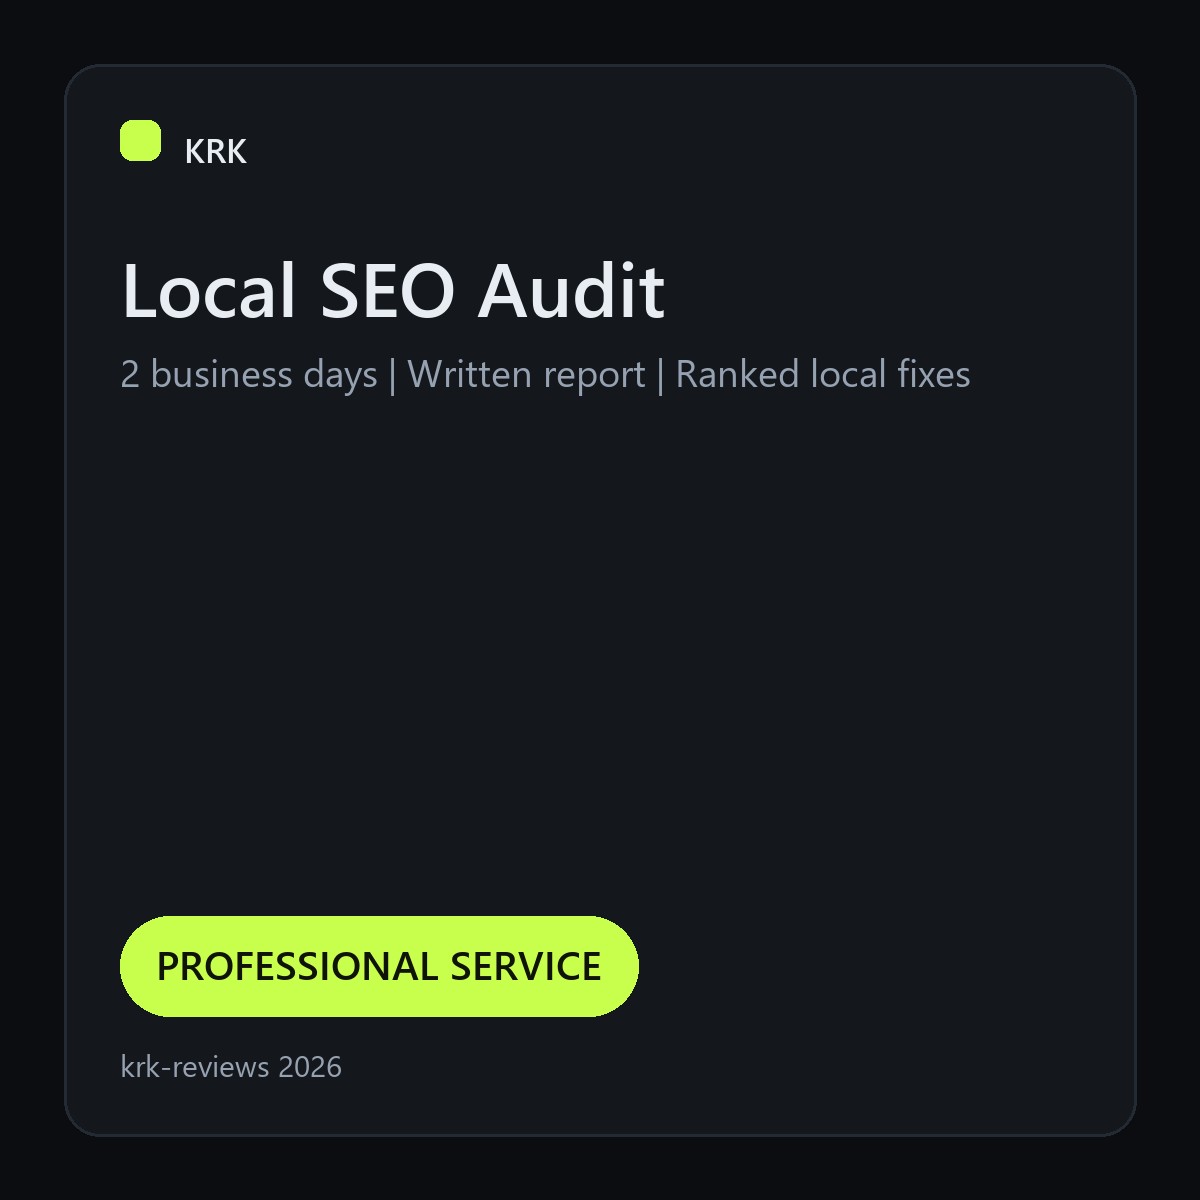 KRK
Local SEO Audit
2 business days | Written report | Ranked local fixes
PROFESSIONAL SERVICE
krk-reviews 2026